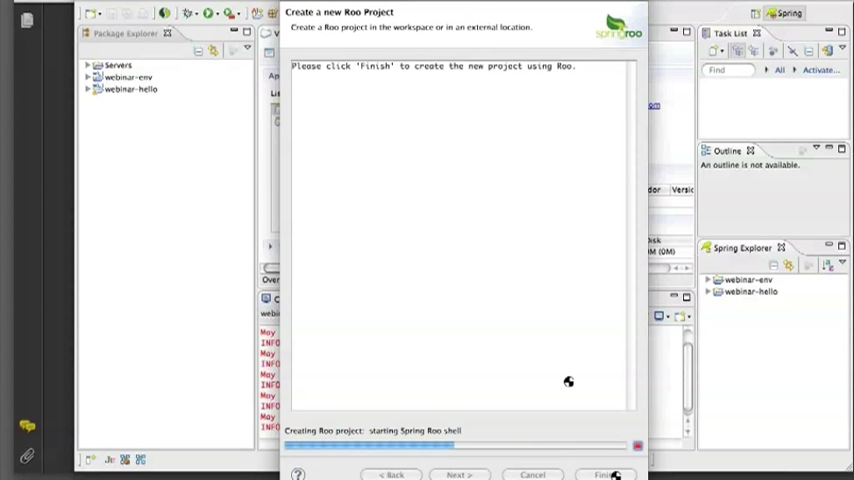 Create a new Roo Project
Create a Roo project in the workspace or in an external location.
springroo
Please click 'Finish' to create the new project using Roo.
Creating Roo project: starting Spring Roo shell
< Back
Next >
Cancel
Package Explorer
Servers
webinar-env
webinar-hello
May
INFO
May
INFO
May
INFO
May
INFO
May
INFO
Spring
Task List
Find
All
Activate...
Outline
An outline is not available.
Spring Explorer
webinar-env
webinar-hello